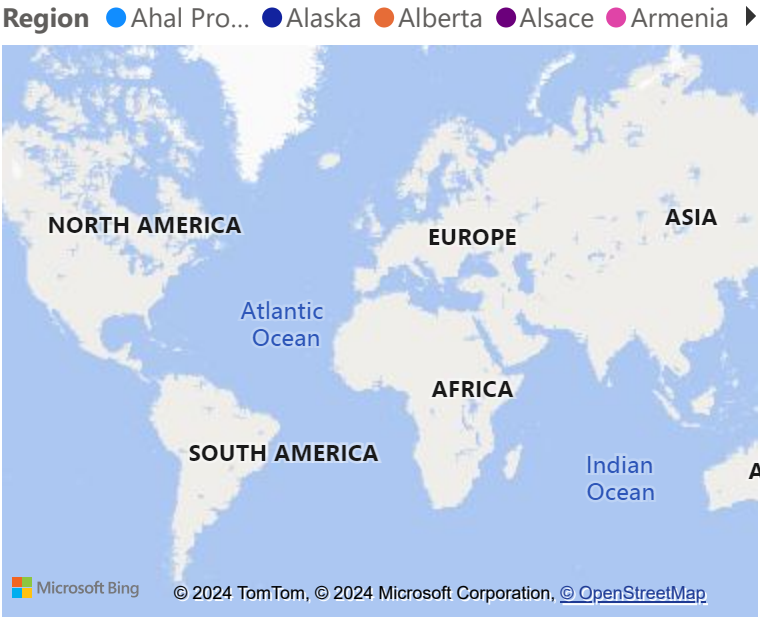 Region Ahal Pro... Alaska Alberta Alsace Armenia
NORTH AMERICA
EUROPE
ASIA
Atlantic
Ocean
AFRICA
SOUTH AMERICA
Indian
Ocean
A
Microsoft Bing
© 2024 TomTom, © 2024 Microsoft Corporation, © OpenStreetMap